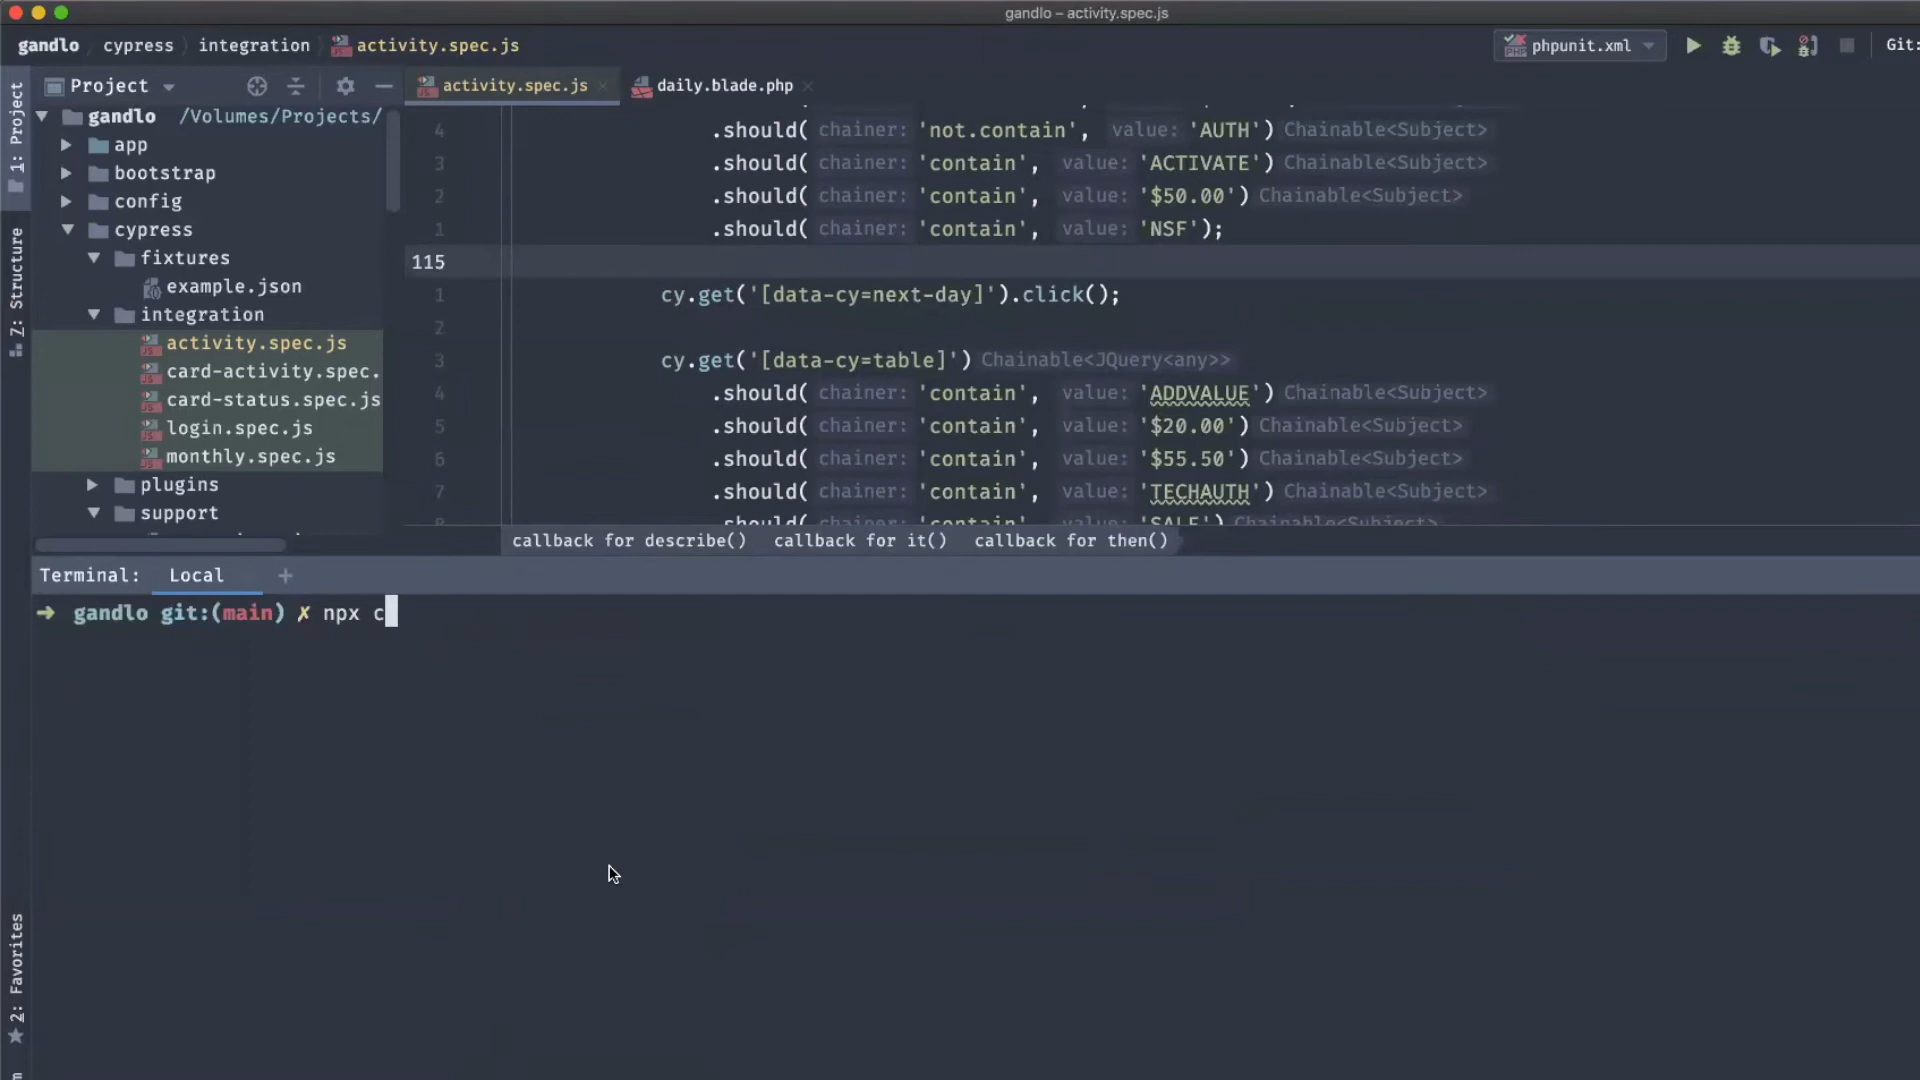 gandlo – activity.spec.js
gandlo cypress integration activity.spec.js phpunit.xml Git:
1: Project
Project
activity.spec.js
daily.blade.php
gandlo /Volumes/Projects/
app
bootstrap
config
cypress
fixtures
example.json
integration
activity.spec.js
card-activity.spec.
card-status.spec.js
login.spec.js
monthly.spec.js
plugins
support
Z: Structure
2: Favorites
4 .should( chainer: 'not.contain', value: 'AUTH') Chainable<Subject>
3 .should( chainer: 'contain', value: 'ACTIVATE') Chainable<Subject>
2 .should( chainer: 'contain', value: '$50.00') Chainable<Subject>
1 .should( chainer: 'contain', value: 'NSF');
115
1 cy.get('[data-cy=next-day]').click();
2
3 cy.get('[data-cy=table]') Chainable<JQuery<any>>
4 .should( chainer: 'contain', value: 'ADDVALUE') Chainable<Subject>
5 .should( chainer: 'contain', value: '$20.00') Chainable<Subject>
6 .should( chainer: 'contain', value: '$55.50') Chainable<Subject>
7 .should( chainer: 'contain', value: 'TECHAUTH') Chainable<Subject>
8 .should( chainer: 'contain', value: 'SALE') Chainable<Subject>
callback for describe() callback for it() callback for then()
Terminal: Local +
➜ gandlo git:(main) ✗ npx c